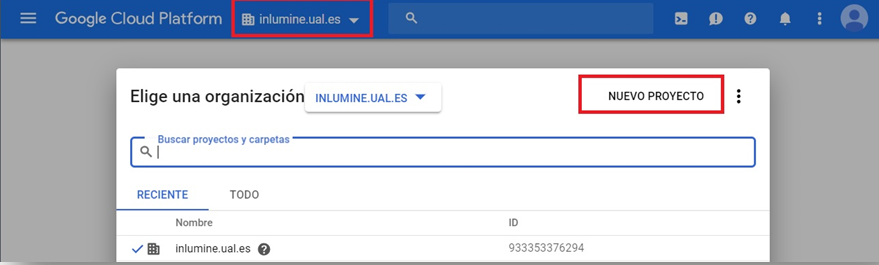 Google Cloud Platform inlumine.ual.es
Elige una organización INLUMINE.UAL.ES NUEVO PROYECTO
Buscar proyectos y carpetas
RECIENTE TODO
Nombre ID
inlumine.ual.es 933353376294